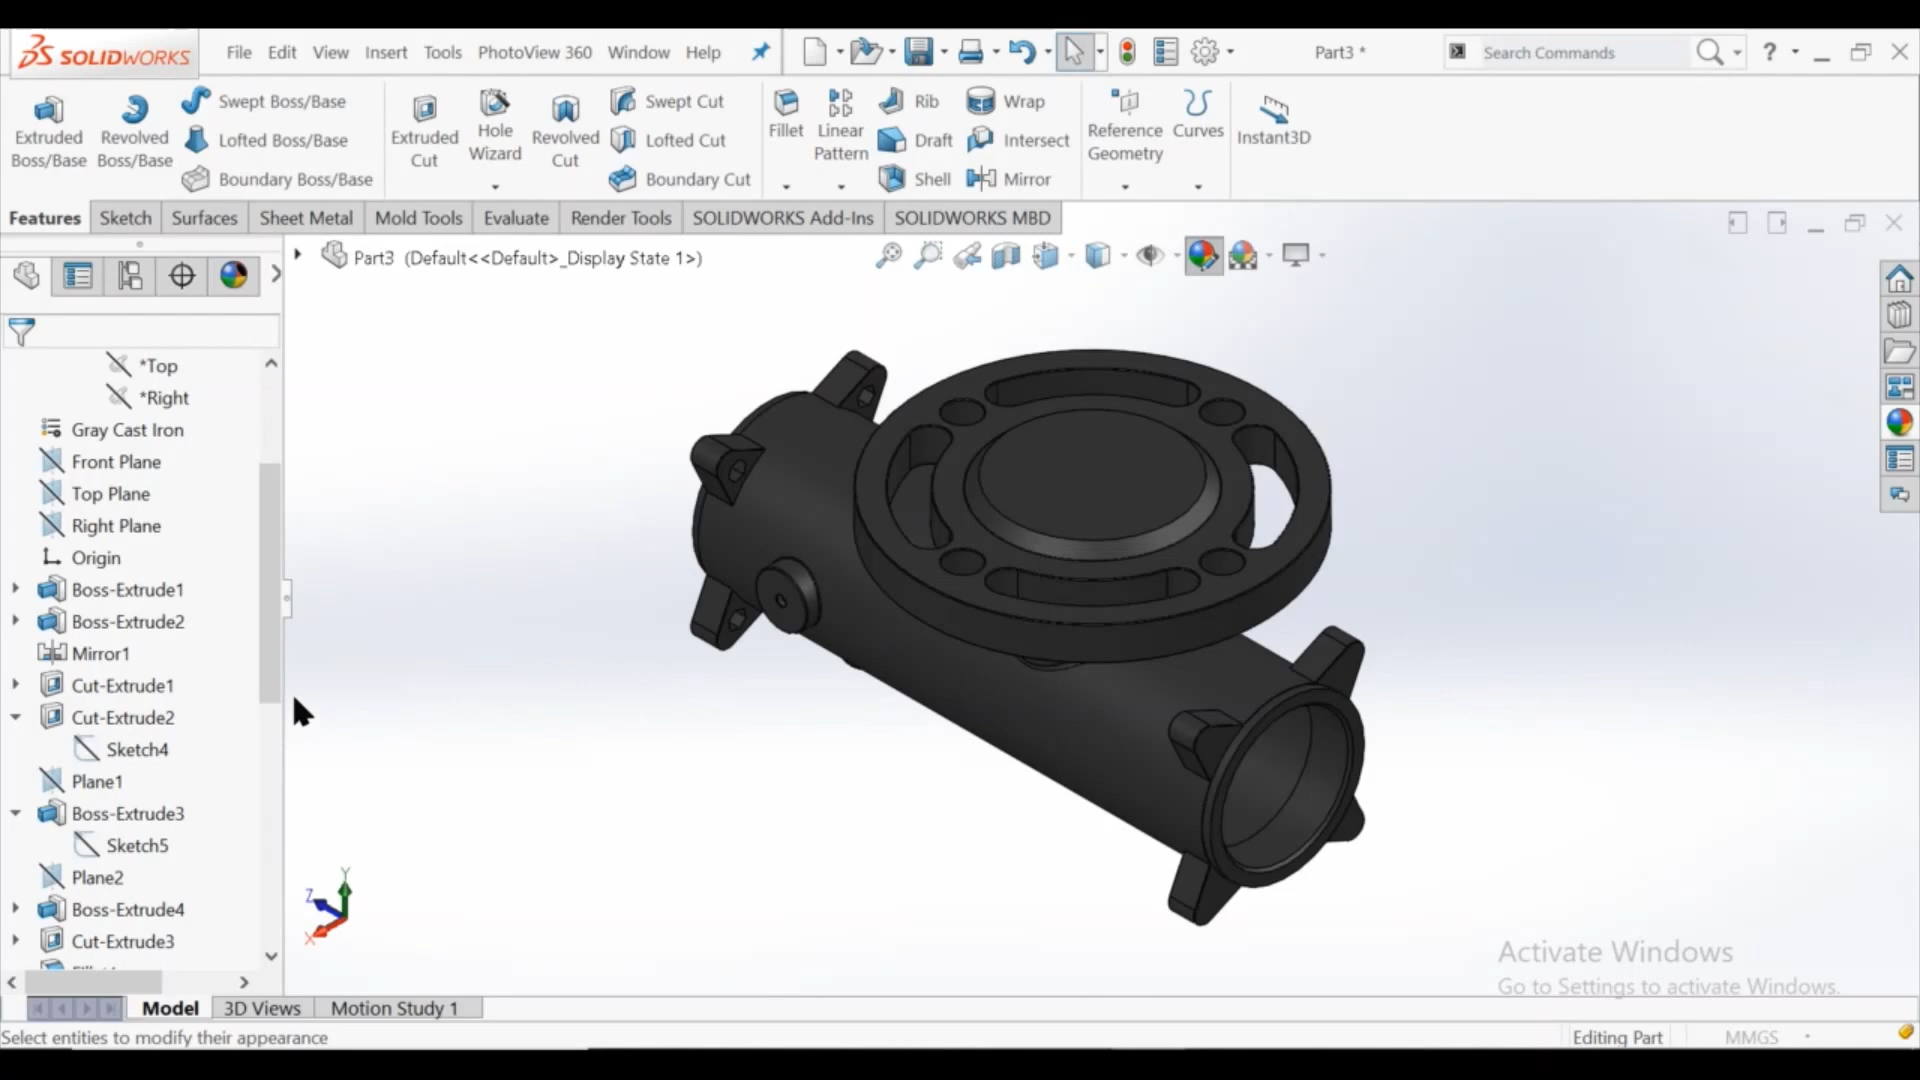 SOLIDWORKS File Edit View Insert Tools PhotoView 360 Window Help Part3 * Search Commands ?
Extruded Boss/Base
Revolved Boss/Base
Swept Boss/Base
Lofted Boss/Base
Boundary Boss/Base
Extruded Cut
Hole Wizard
Revolved Cut
Swept Cut
Lofted Cut
Boundary Cut
Fillet
Linear Pattern
Rib
Draft
Shell
Wrap
Intersect
Mirror
Reference Geometry
Curves
Instant3D
Features Sketch Surfaces Sheet Metal Mold Tools Evaluate Render Tools SOLIDWORKS Add-Ins SOLIDWORKS MBD
Part3 (Default<<Default>_Display State 1>)
*Top
*Right
Gray Cast Iron
Front Plane
Top Plane
Right Plane
Origin
Boss-Extrude1
Boss-Extrude2
Mirror1
Cut-Extrude1
Cut-Extrude2
Sketch4
Plane1
Boss-Extrude3
Sketch5
Plane2
Boss-Extrude4
Cut-Extrude3
Y
Z
X
Activate Windows
Go to Settings to activate Windows.
Model 3D Views Motion Study 1
Select entities to modify their appearance Editing Part MMGS -